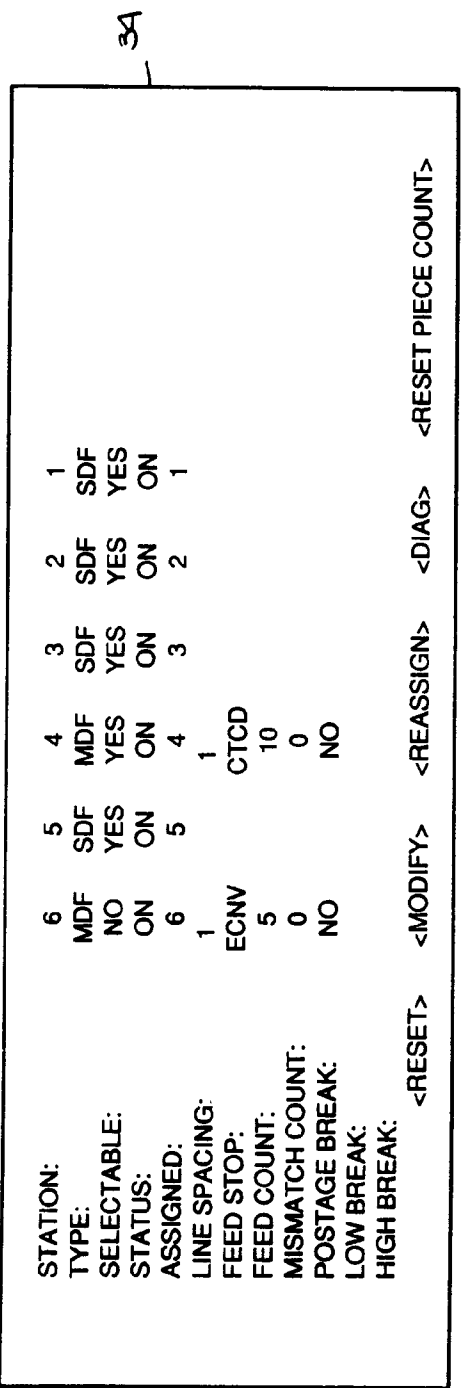 34
STATION: 6 5 4 3 2 1
TYPE: MDF SDF MDF SDF SDF SDF
SELECTABLE: NO YES YES YES YES YES
STATUS: ON ON ON ON ON ON
ASSIGNED: 6 5 4 3 2 1
LINE SPACING: 1 1
FEED STOP: ECNV CTCD
FEED COUNT: 5 10
MISMATCH COUNT: 0 0
POSTAGE BREAK: NO NO
LOW BREAK:
HIGH BREAK:
<RESET> <MODIFY> <REASSIGN> <DIAG> <RESET PIECE COUNT>